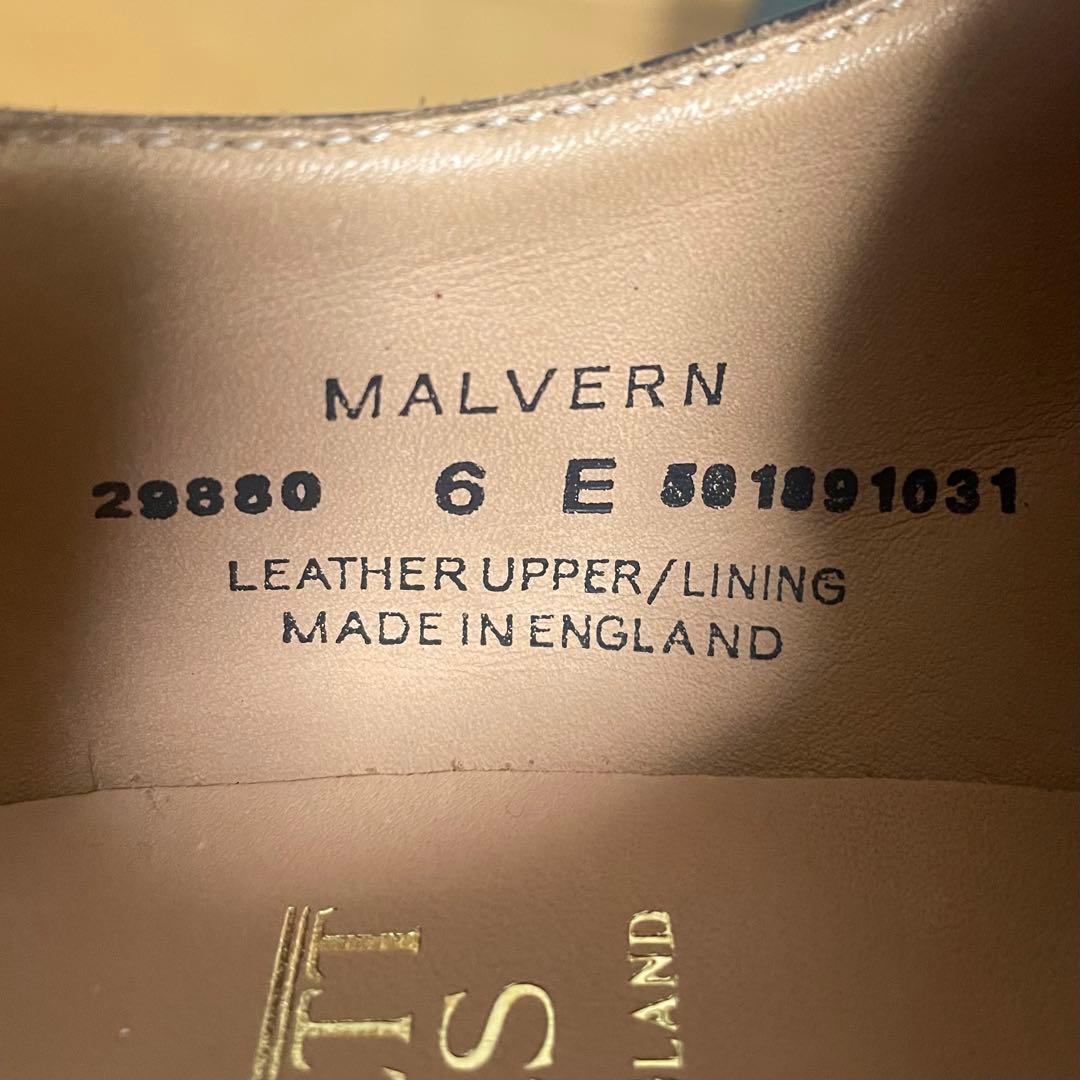 MALVERN
29880 6 E 501891031
LEATHER UPPER/LINING
MADE IN ENGLAND